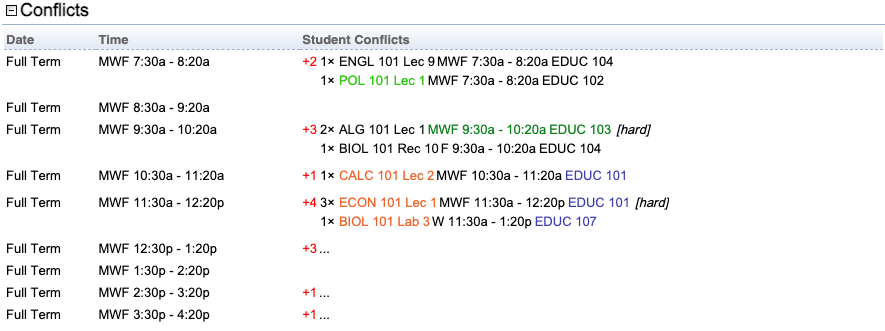 Conflicts
Date Time Student Conflicts
Full Term MWF 7:30a - 8:20a +2 1× ENGL 101 Lec 9 MWF 7:30a - 8:20a EDUC 104
1× POL 101 Lec 1 MWF 7:30a - 8:20a EDUC 102
Full Term MWF 8:30a - 9:20a
Full Term MWF 9:30a - 10:20a +3 2× ALG 101 Lec 1 MWF 9:30a - 10:20a EDUC 103 [hard]
1× BIOL 101 Rec 10 F 9:30a - 10:20a EDUC 104
Full Term MWF 10:30a - 11:20a +1 1× CALC 101 Lec 2 MWF 10:30a - 11:20a EDUC 101
Full Term MWF 11:30a - 12:20p +4 3× ECON 101 Lec 1 MWF 11:30a - 12:20p EDUC 101 [hard]
1× BIOL 101 Lab 3 W 11:30a - 1:20p EDUC 107
Full Term MWF 12:30p - 1:20p +3 ...
Full Term MWF 1:30p - 2:20p
Full Term MWF 2:30p - 3:20p +1 ...
Full Term MWF 3:30p - 4:20p +1 ...